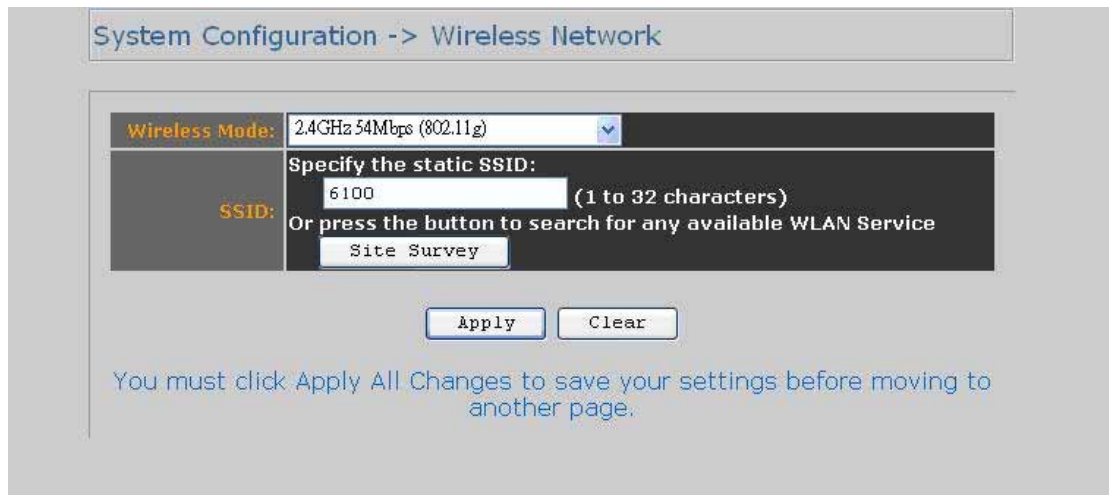 System Configuration -> Wireless Network
Wireless Mode: 2.4GHz 54Mbps (802.11g)
SSID: Specify the static SSID:
6100 (1 to 32 characters)
Or press the button to search for any available WLAN Service
Site Survey
Apply Clear
You must click Apply All Changes to save your settings before moving to
another page.